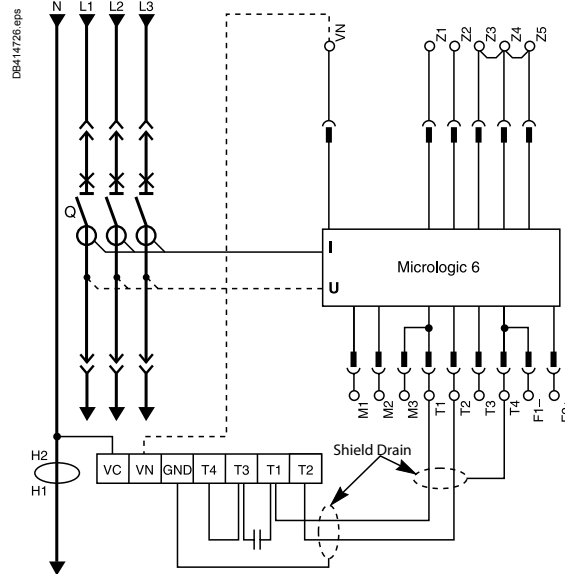 DB414726.eps
N L1 L2 L3
VN Z1 Z2 Z3 Z4 Z5
Q
I
Micrologic 6
U
M1 M2 M3 T1 T2 T3 T4 F1–
H2
H1
VC VN GND T4 T3 T1 T2
Shield Drain